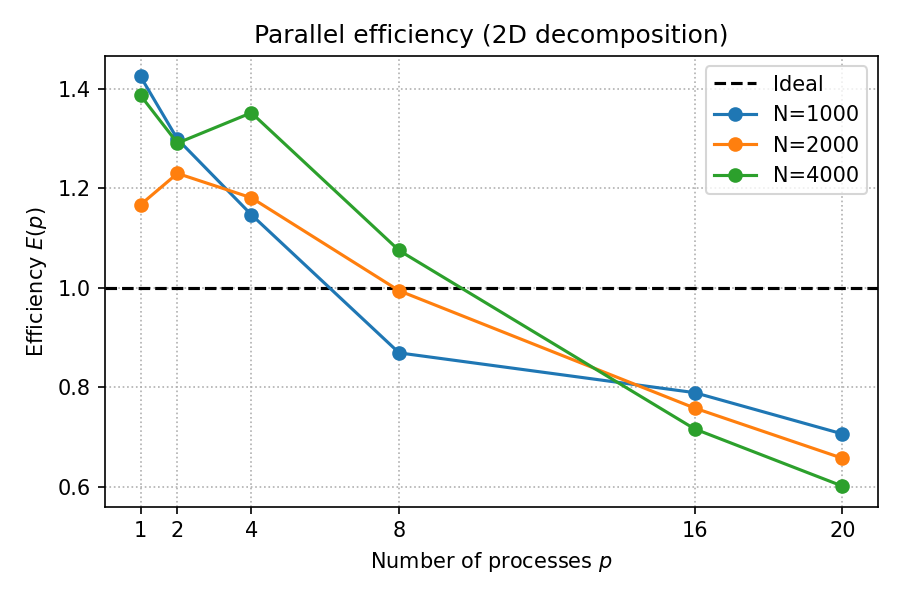 Parallel efficiency (2D decomposition)
Efficiency E(p)
1.4
1.2
1.0
0.8
0.6
Ideal
N=1000
N=2000
N=4000
1 2 4 8 16 20
Number of processes p